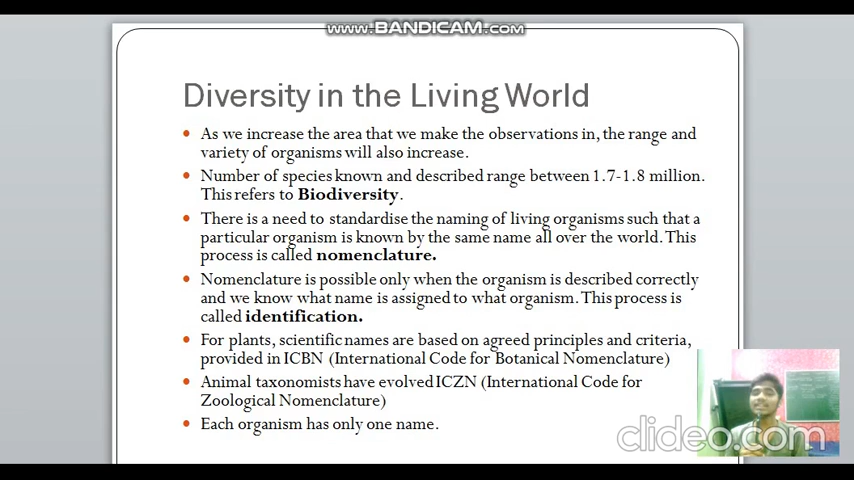 WWW.BANDICAM.COM
Diversity in the Living World
As we increase the area that we make the observations in, the range and
variety of organisms will also increase.
Number of species known and described range between 1.7-1.8 million.
This refers to Biodiversity.
There is a need to standardise the naming of living organisms such that a
particular organism is known by the same name all over the world. This
process is called nomenclature.
Nomenclature is possible only when the organism is described correctly
and we know what name is assigned to what organism. This process is
called identification.
For plants, scientific names are based on agreed principles and criteria,
provided in ICBN (International Code for Botanical Nomenclature)
Animal taxonomists have evolved ICZN (International Code for
Zoological Nomenclature)
Each organism has only one name.
clideo.com